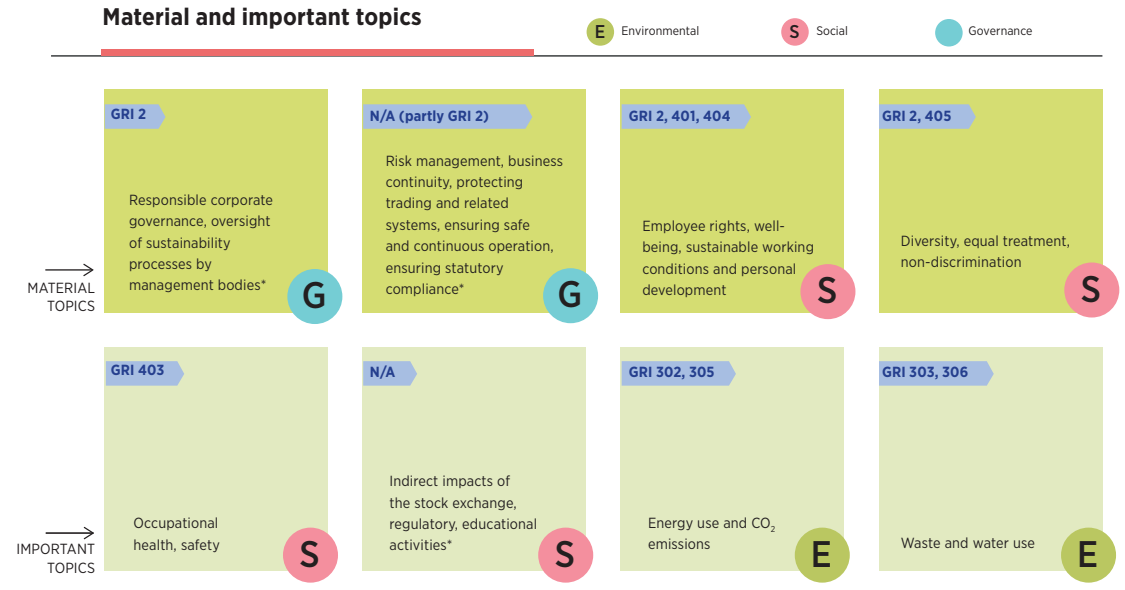 Material and important topics
E Environmental
S Social
Governance
MATERIAL
TOPICS
GRI 2
Responsible corporate
governance, oversight
of sustainability
processes by
management bodies*
G
N/A (partly GRI 2)
Risk management, business
continuity, protecting
trading and related
systems, ensuring safe
and continuous operation,
ensuring statutory
compliance*
G
GRI 2, 401, 404
Employee rights, well-
being, sustainable working
conditions and personal
development
S
GRI 2, 405
Diversity, equal treatment,
non-discrimination
S
IMPORTANT
TOPICS
GRI 403
Occupational
health, safety
S
N/A
Indirect impacts of
the stock exchange,
regulatory, educational
activities*
S
GRI 302, 305
Energy use and CO₂
emissions
E
GRI 303, 306
Waste and water use
E